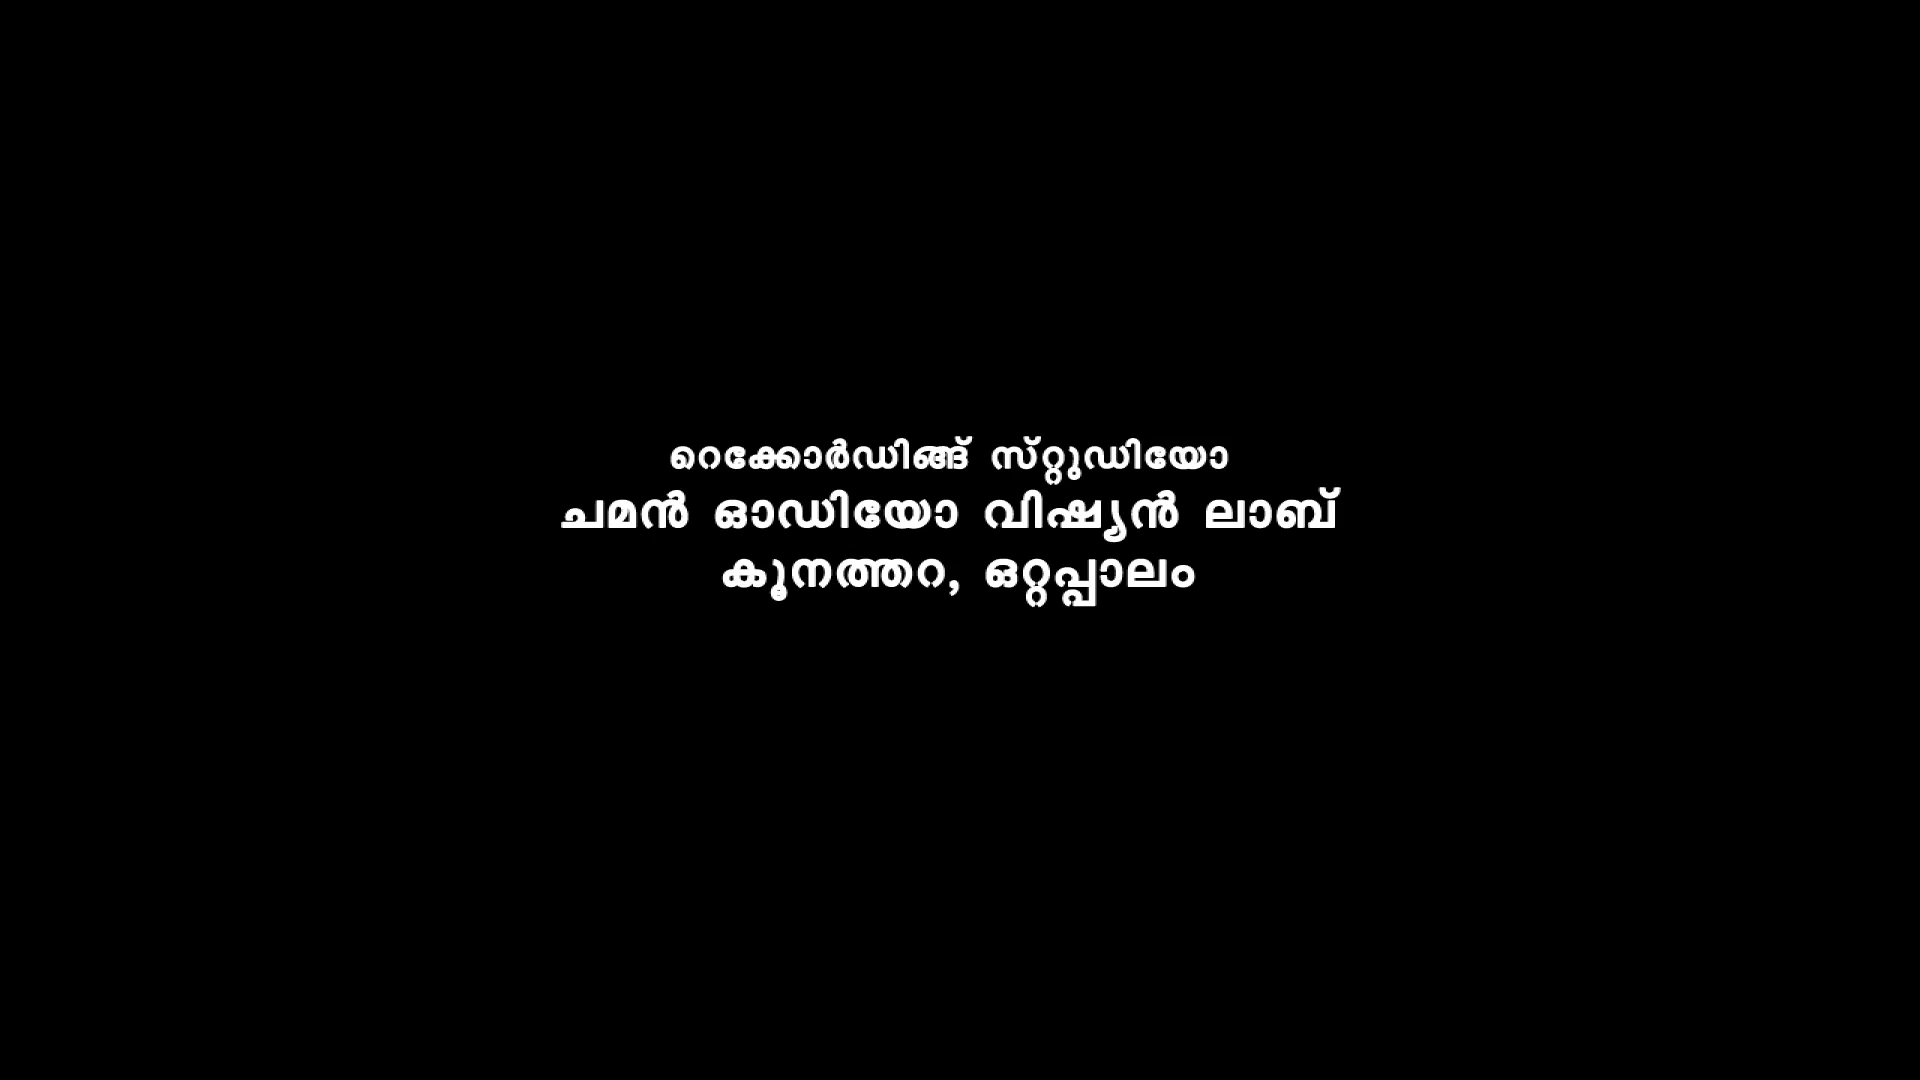 റെക്കോർഡിങ്ങ് സ്റ്റുഡിയോ
ചമൻ ഓഡിയോ വിഷ്യൻ ലാബ്
കൂനത്തറ, ഒറ്റപ്പാലം